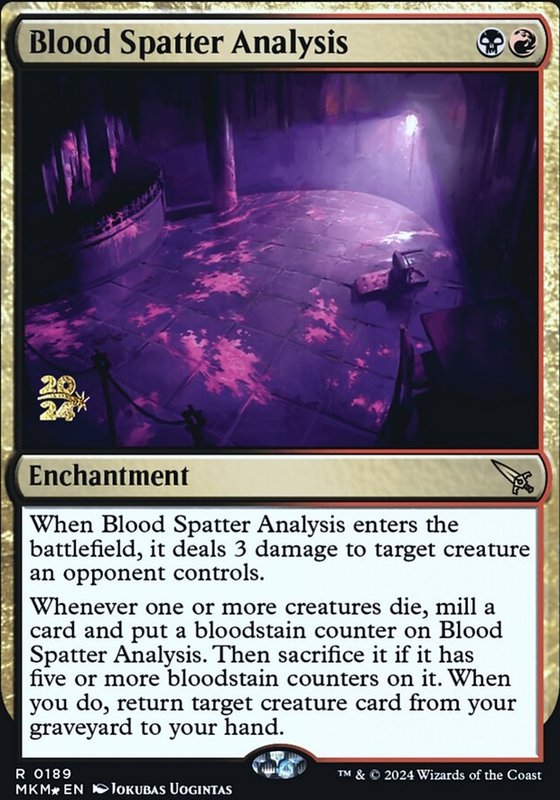 Blood Spatter Analysis
20
24
Enchantment
When Blood Spatter Analysis enters the
battlefield, it deals 3 damage to target creature
an opponent controls.
Whenever one or more creatures die, mill a
card and put a bloodstain counter on Blood
Spatter Analysis. Then sacrifice it if it has
five or more bloodstain counters on it. When
you do, return target creature card from your
graveyard to your hand.
R 0189
MKM★EN Jokubas Uogintas
™ & © 2024 Wizards of the Coast